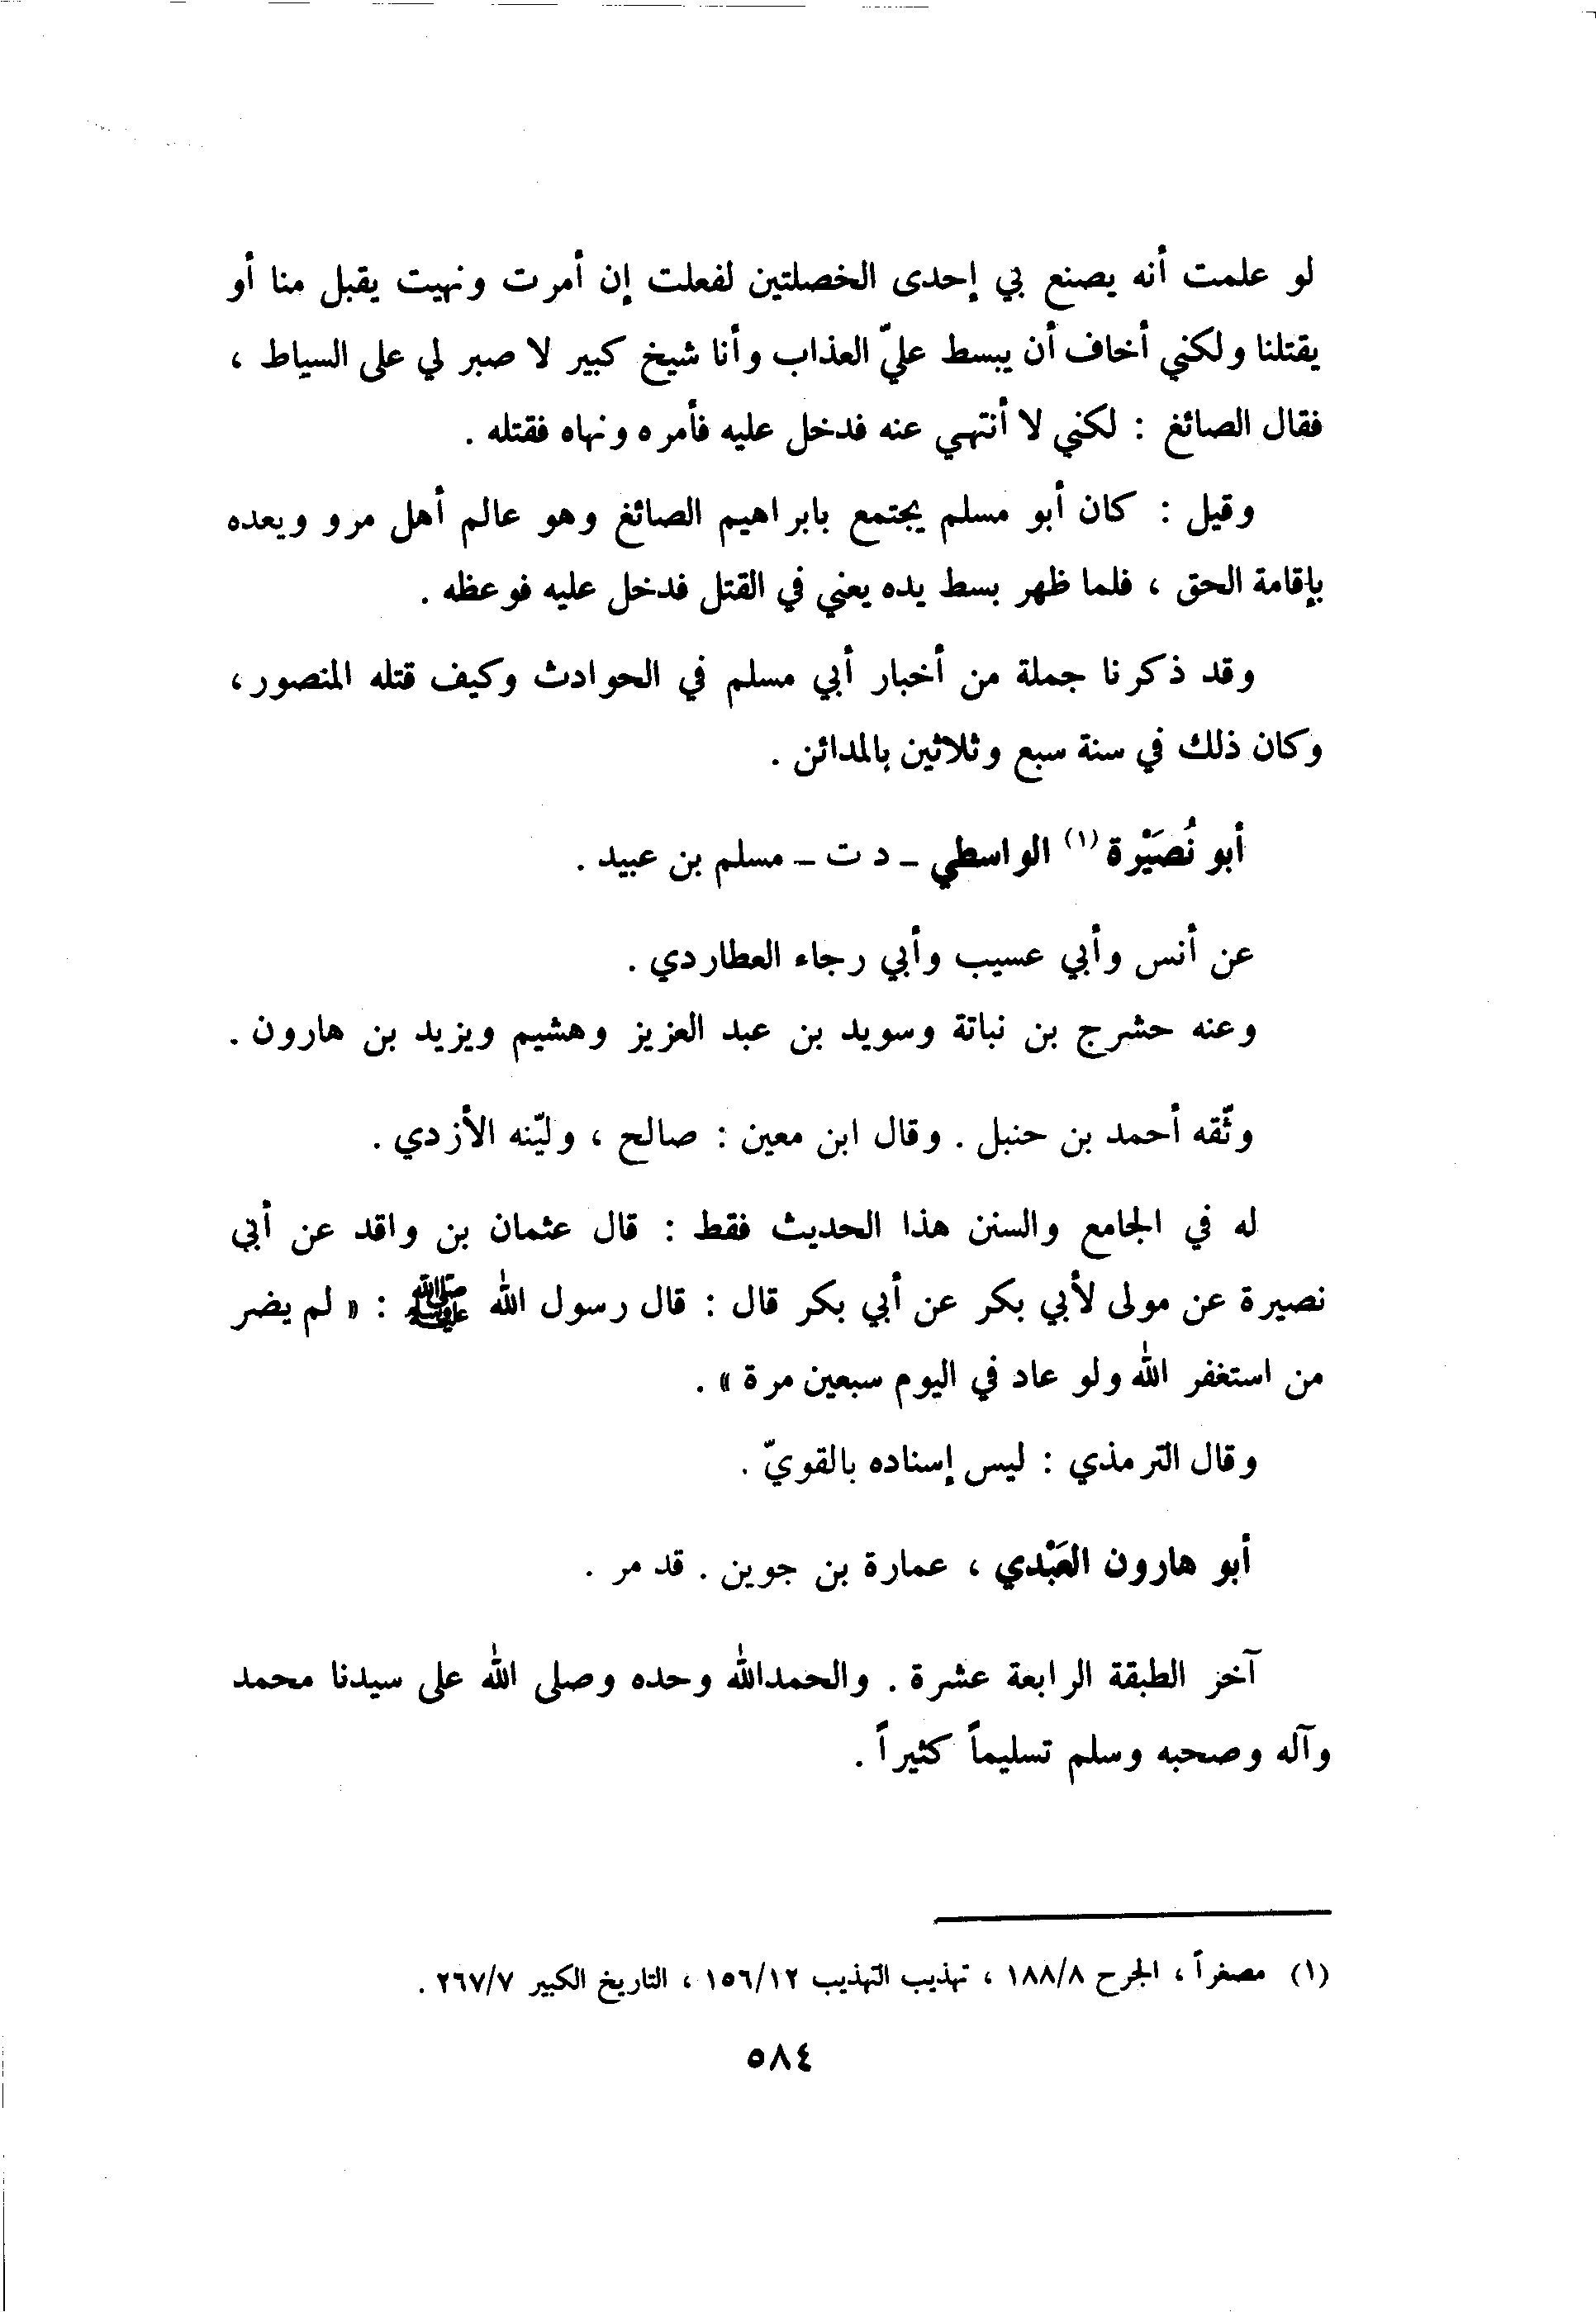 لو علمت أنه يصنع بي إحدى الخصلتين لفعلت إن أمرت ونهيت يقبل منا أو
يقتلنا ولكني أخاف أن يبسط عليّ العذاب وأنا شيخ كبير لا صبر لي على السياط ،
فقال الصائغ : لكني لا أنتهي عنه فدخل عليه فأمره ونهاه فقتله .
وقيل : كان أبو مسلم يجتمع بابراهيم الصائغ وهو عالم أهل مرو ويعده
بإقامة الحق ، فلما ظهر بسط يده يعني في القتل فدخل عليه فوعظه .
وقد ذكرنا جملة من أخبار أبي مسلم في الحوادث وكيف قتله المنصور ،
وكان ذلك في سنة سبع وثلاثين بالمدائن .
أبو نُصَيْرة (١) الواسطي ــ د ت ــ مسلم بن عبيد .
عن أنس وأبي عسيب وأبي رجاء العطاردي .
وعنه حشرج بن نباتة وسويد بن عبد العزيز وهشيم ويزيد بن هارون .
وثّقه أحمد بن حنبل . وقال ابن معين : صالح ، وليّنه الأزدي .
له في الجامع والسنن هذا الحديث فقط : قال عثمان بن واقد عن أبي
نصيرة عن مولى لأبي بكر عن أبي بكر قال : قال رسول الله ﷺ : « لم يضر
من استغفر الله ولو عاد في اليوم سبعين مرة » .
وقال الترمذي : ليس إسناده بالقويّ .
أبو هارون العَبْدي ، عمارة بن جوين . قد مر .
آخر الطبقة الرابعة عشرة . والحمدالله وحده وصلى الله على سيدنا محمد
وآله وصحبه وسلم تسليماً كثيراً .
(١) مصغراً ، الجرح ١٨٨/٨ ، تهذيب التهذيب ١٥٦/١٢ ، التاريخ الكبير ٢٦٧/٧ .
٥٨٤